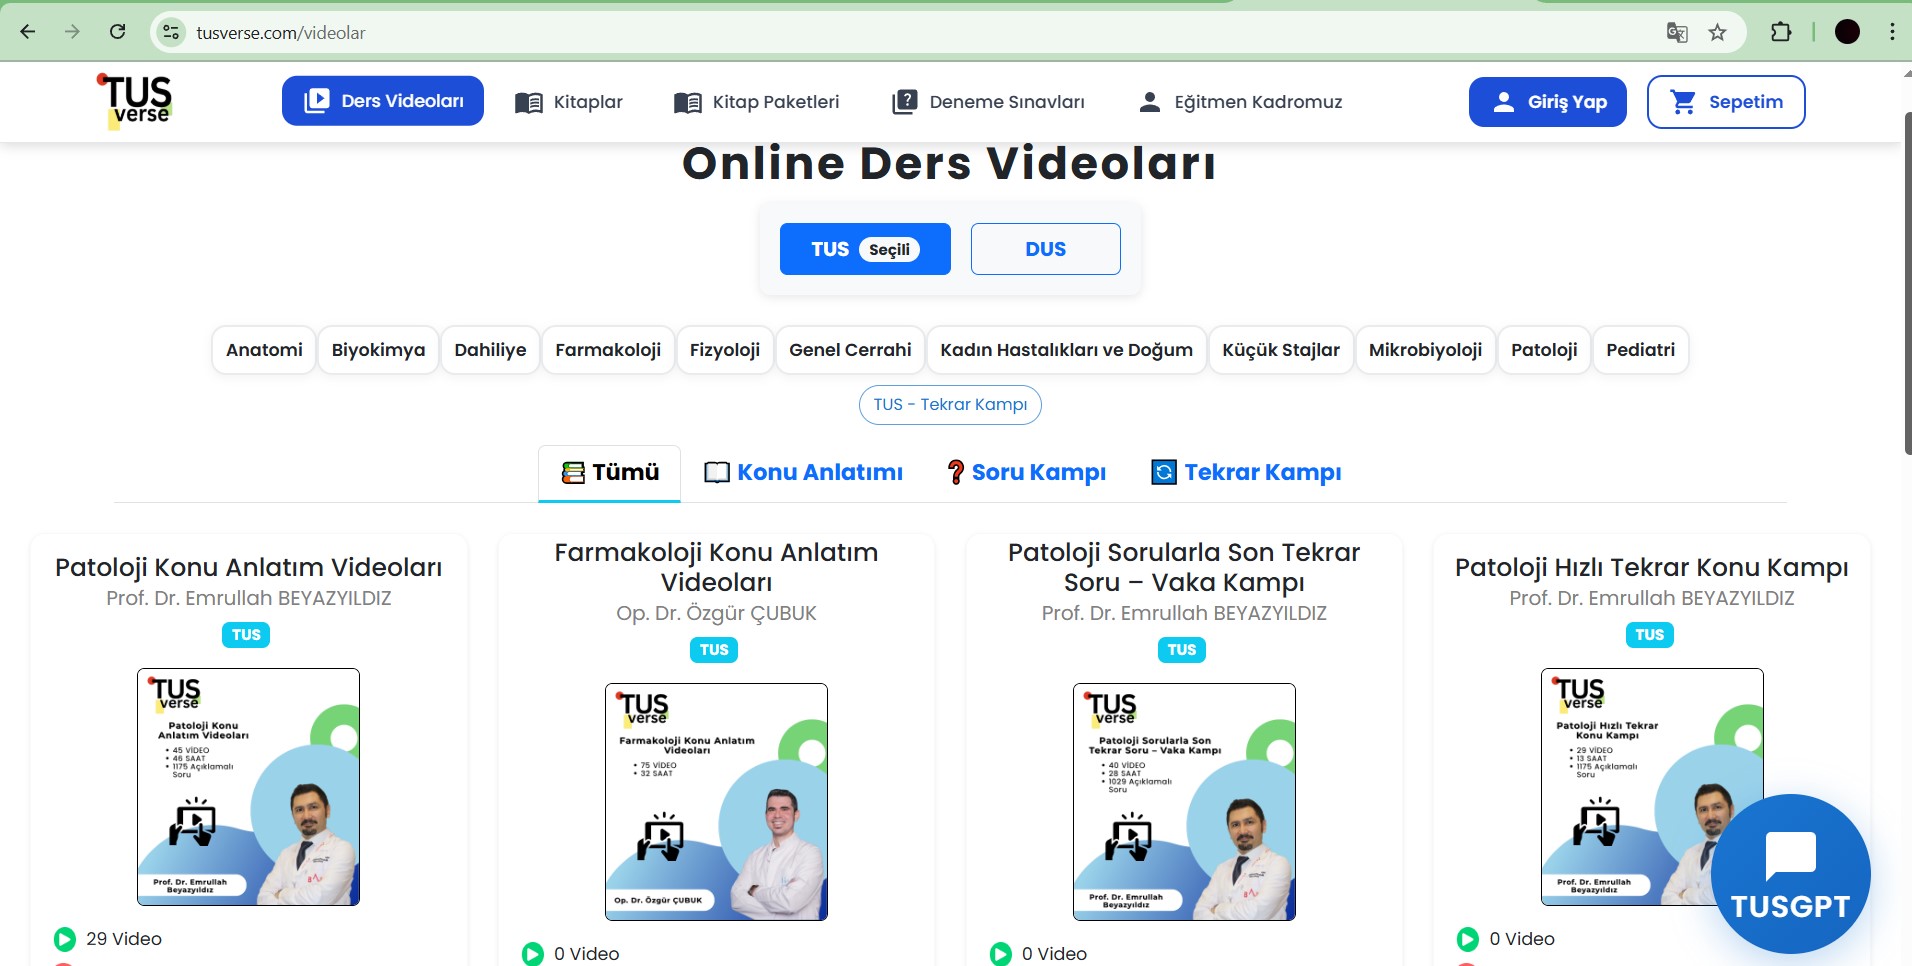 tusverse.com/videolar
TUS
verse
Ders Videoları
Kitaplar
Kitap Paketleri
Deneme Sınavları
Eğitmen Kadromuz
Giriş Yap
Sepetim
Online Ders Videoları
TUS Seçili
DUS
Anatomi
Biyokimya
Dahiliye
Farmakoloji
Fizyoloji
Genel Cerrahi
Kadın Hastalıkları ve Doğum
Küçük Stajlar
Mikrobiyoloji
Patoloji
Pediatri
TUS - Tekrar Kampı
Tümü
Konu Anlatımı
Soru Kampı
Tekrar Kampı
Patoloji Konu Anlatım Videoları
Prof. Dr. Emrullah BEYAZYILDIZ
TUS
TUS
verse
Patoloji Konu
Anlatım Videoları
• 45 VİDEO
• 46 SAAT
• 1175 Açıklamalı
Soru
Prof. Dr. Emrullah
Beyazyıldız
29 Video
Farmakoloji Konu Anlatım
Videoları
Op. Dr. Özgür ÇUBUK
TUS
TUS
verse
Farmakoloji Konu Anlatım
Videoları
• 75 VİDEO
• 32 SAAT
Op. Dr. Özgür ÇUBUK
0 Video
Patoloji Sorularla Son Tekrar
Soru – Vaka Kampı
Prof. Dr. Emrullah BEYAZYILDIZ
TUS
TUS
verse
Patoloji Sorularla Son
Tekrar Soru – Vaka Kampı
• 40 VİDEO
• 28 SAAT
• 1029 Açıklamalı
Soru
Prof. Dr. Emrullah
Beyazyıldız
0 Video
Patoloji Hızlı Tekrar Konu Kampı
Prof. Dr. Emrullah BEYAZYILDIZ
TUS
TUS
verse
Patoloji Hızlı Tekrar
Konu Kampı
• 29 VİDEO
• 13 SAAT
• 1175 Açıklamalı
Soru
Prof. Dr. Emrullah
Beyazyıldız
0 Video
TUSGPT